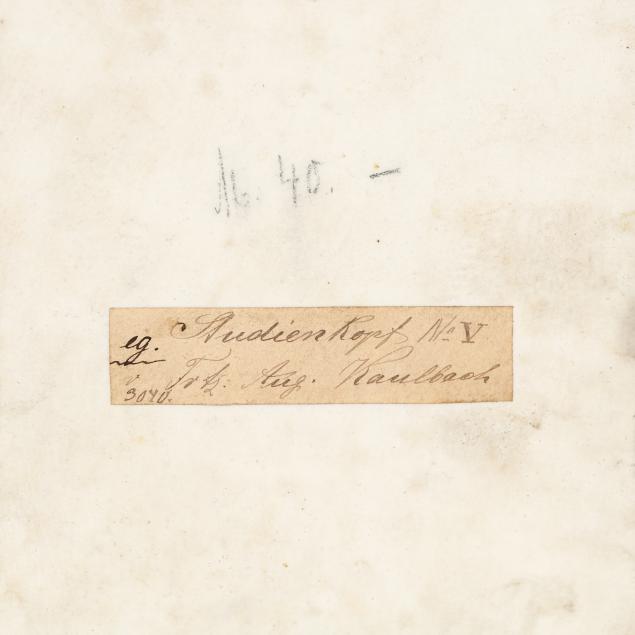 M. 40. —
eg. Studienkopf No V
Frtz. Aug. Kaulbach
3040.